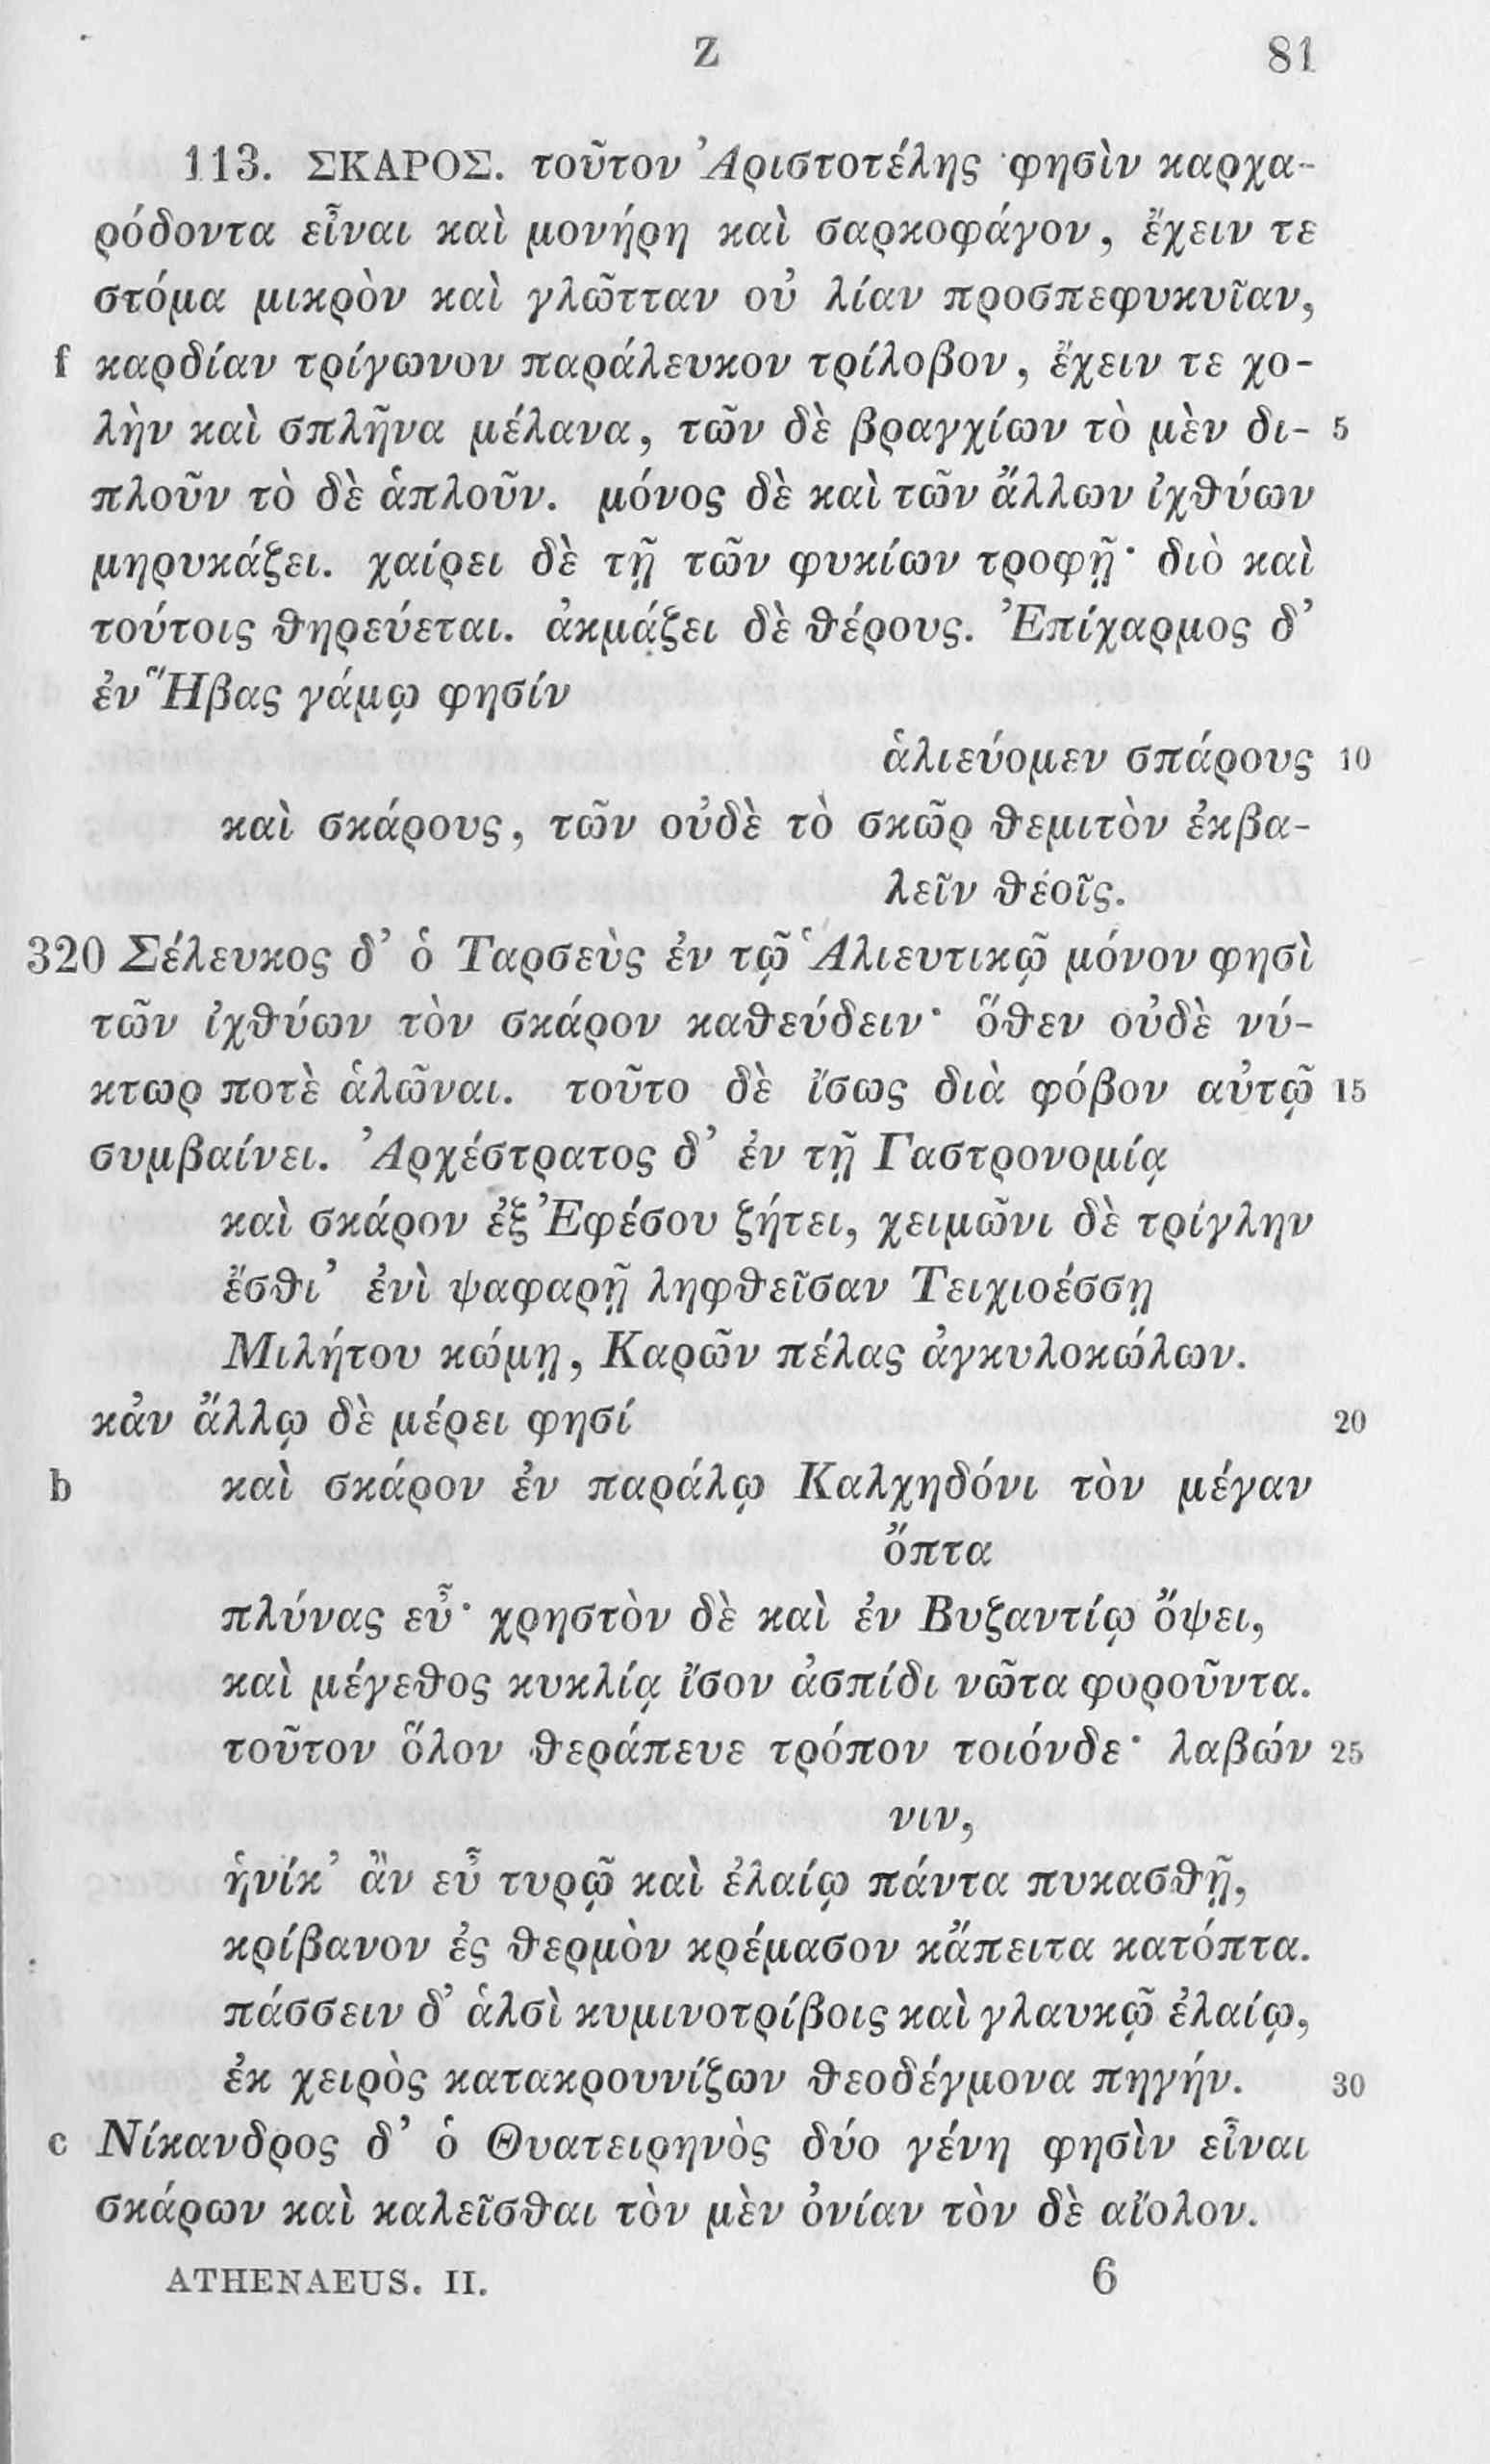 Ζ 81
113. ΣΚΑΡΟΣ. τοῦτον Ἀριστοτέλης φησὶν καρχα-
ρόδοντα εἶναι καὶ μονήρη καὶ σαρκοφάγον, ἔχειν τε
στόμα μικρὸν καὶ γλῶτταν οὐ λίαν προσπεφυκυῖαν,
f καρδίαν τρίγωνον παράλευκον τρίλοβον, ἔχειν τε χο-
λὴν καὶ σπλῆνα μέλανα, τῶν δὲ βραγχίων τὸ μὲν δι- 5
πλοῦν τὸ δὲ ἁπλοῦν. μόνος δὲ καὶ τῶν ἄλλων ἰχθύων
μηρυκάζει. χαίρει δὲ τῇ τῶν φυκίων τροφῇ· διὸ καὶ
τούτοις θηρεύεται. ἀκμάζει δὲ θέρους. Ἐπίχαρμος δ’
ἐν Ἥβας γάμῳ φησίν
ἁλιεύομεν σπάρους 10
καὶ σκάρους, τῶν οὐδὲ τὸ σκῶρ θεμιτὸν ἐκβα-
λεῖν θεοῖς.
320 Σέλευκος δ’ ὁ Ταρσεὺς ἐν τῷ Ἁλιευτικῷ μόνον φησὶ
τῶν ἰχθύων τὸν σκάρον καθεύδειν· ὅθεν οὐδὲ νύ-
κτωρ ποτὲ ἁλῶναι. τοῦτο δὲ ἴσως διὰ φόβον αὐτῷ 15
συμβαίνει. Ἀρχέστρατος δ’ ἐν τῇ Γαστρονομίᾳ
καὶ σκάρον ἐξ Ἐφέσου ζήτει, χειμῶνι δὲ τρίγλην
ἔσθι’ ἐνὶ ψαφαρῇ ληφθεῖσαν Τειχιοέσσῃ
Μιλήτου κώμῃ, Καρῶν πέλας ἀγκυλοκώλων.
κἀν ἄλλῳ δὲ μέρει φησί 20
b καὶ σκάρον ἐν παράλῳ Καλχηδόνι τὸν μέγαν
ὄπτα
πλύνας εὖ· χρηστὸν δὲ καὶ ἐν Βυζαντίῳ ὄψει,
καὶ μέγεθος κυκλίᾳ ἴσον ἀσπίδι νῶτα φοροῦντα.
τοῦτον ὅλον θεράπευε τρόπον τοιόνδε· λαβών 25
νιν,
ἡνίκ’ ἂν εὖ τυρῷ καὶ ἐλαίῳ πάντα πυκασθῇ,
κρίβανον ἐς θερμὸν κρέμασον κἄπειτα κατόπτα.
πάσσειν δ’ ἁλσὶ κυμινοτρίβοις καὶ γλαυκῷ ἐλαίῳ,
ἐκ χειρὸς κατακρουνίζων θεοδέγμονα πηγήν. 30
c Νίκανδρος δ’ ὁ Θυατειρηνὸς δύο γένη φησὶν εἶναι
σκάρων καὶ καλεῖσθαι τὸν μὲν ὀνίαν τὸν δὲ αἴολον.
ATHENAEUS. II. 6